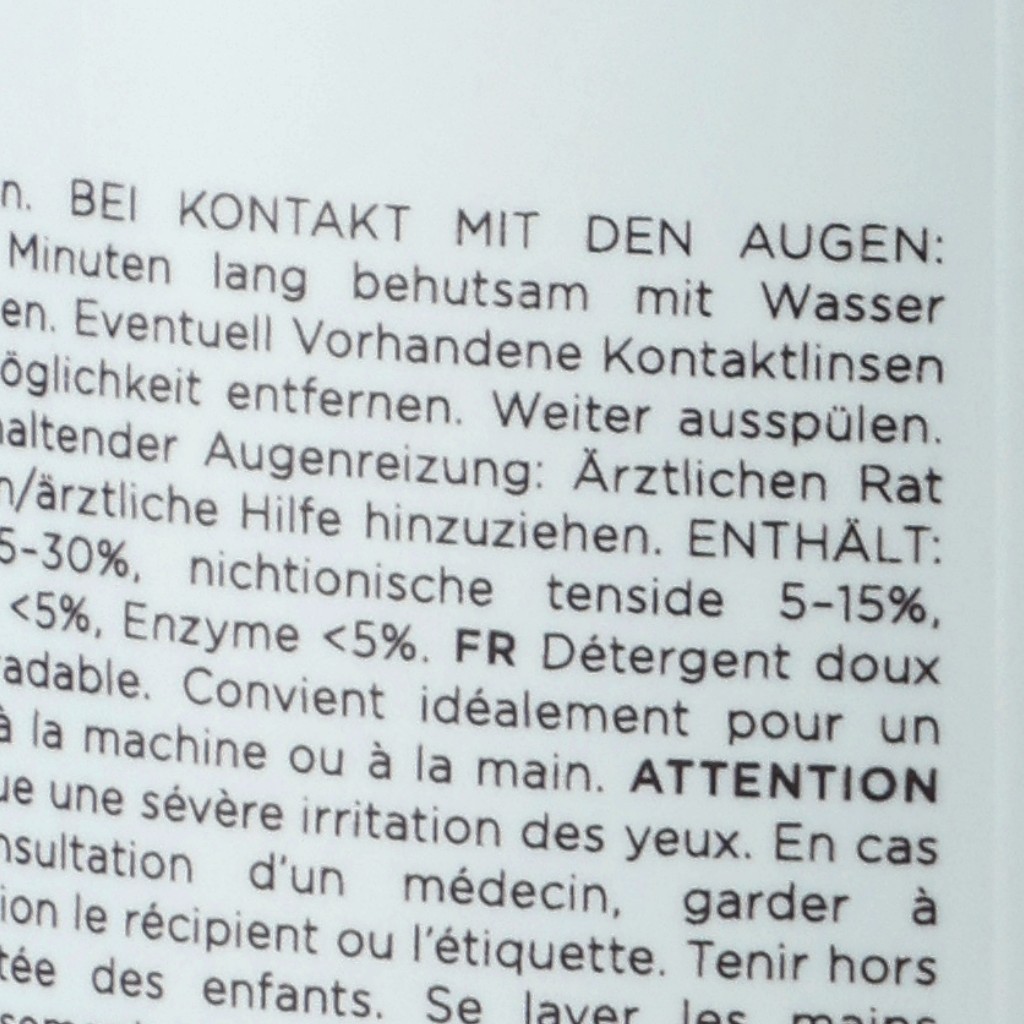 n. BEI KONTAKT MIT DEN AUGEN:
Minuten lang behutsam mit Wasser
en. Eventuell Vorhandene Kontaktlinsen
öglichkeit entfernen. Weiter ausspülen.
altender Augenreizung: Ärztlichen Rat
n/ärztliche Hilfe hinzuziehen. ENTHÄLT:
5-30%, nichtionische tenside 5-15%,
<5%, Enzyme <5%. FR Détergent doux
adable. Convient idéalement pour un
à la machine ou à la main. ATTENTION
ue une sévère irritation des yeux. En cas
nsultation d'un médecin, garder à
ion le récipient ou l'étiquette. Tenir hors
tée des enfants. Se laver les mains